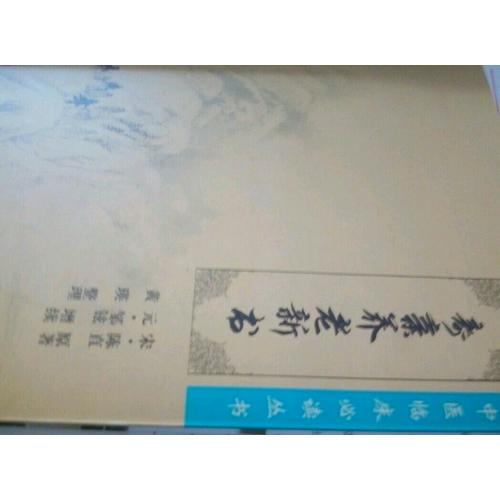 中医临床必读丛书
寿亲养老新书
宋·陈直 原著
元·邹铉 增续
黄瑛 整理